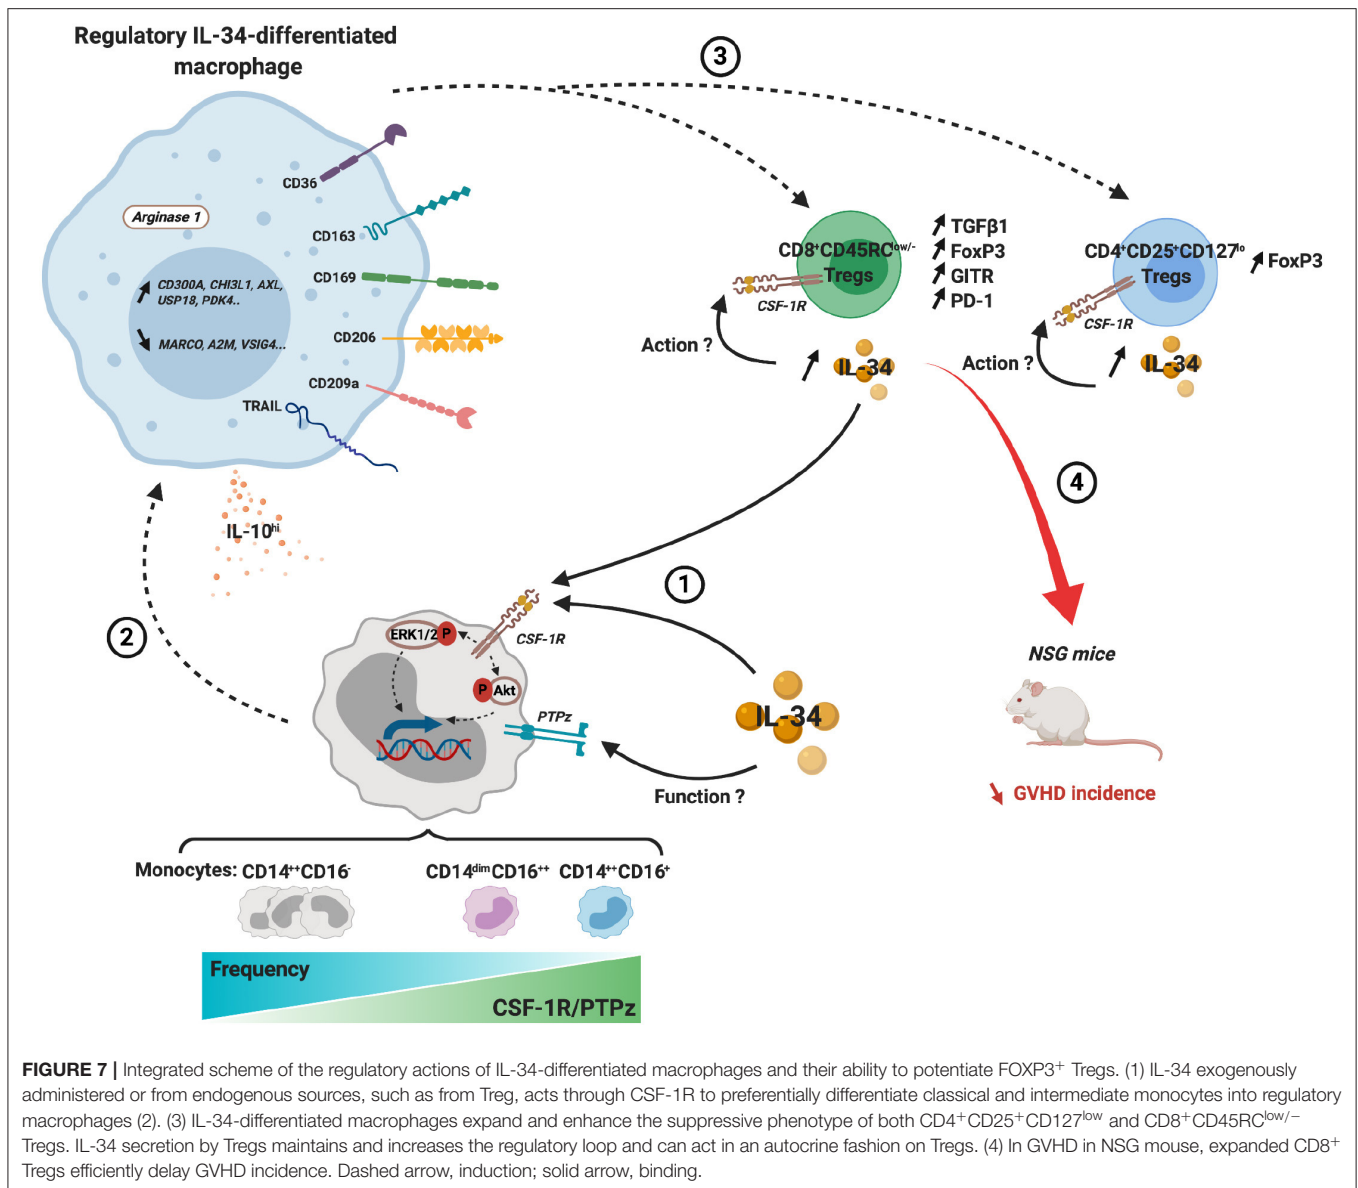 Regulatory IL-34-differentiated
macrophage
3
CD36
Arginase 1
CD163
CD169
CD300A, CHI3L1, AXL,
USP18, PDK4..
MARCO, A2M, VSIG4...
CD206
CD209a
TRAIL
IL-10hi
CD8+CD45RClow/-
Tregs
CSF-1R
TGFβ1
FoxP3
GITR
PD-1
Action ?
IL-34
CD4+CD25+CD127lo
Tregs
FoxP3
CSF-1R
Action ?
IL-34
4
1
2
ERK1/2 P
CSF-1R
P Akt
PTPz
IL-34
Function ?
NSG mice
GVHD incidence
Monocytes: CD14++CD16- CD14dimCD16++ CD14++CD16+
Frequency
CSF-1R/PTPz
FIGURE 7 | Integrated scheme of the regulatory actions of IL-34-differentiated macrophages and their ability to potentiate FOXP3+ Tregs. (1) IL-34 exogenously
administered or from endogenous sources, such as from Treg, acts through CSF-1R to preferentially differentiate classical and intermediate monocytes into regulatory
macrophages (2). (3) IL-34-differentiated macrophages expand and enhance the suppressive phenotype of both CD4+CD25+CD127low and CD8+CD45RClow/−
Tregs. IL-34 secretion by Tregs maintains and increases the regulatory loop and can act in an autocrine fashion on Tregs. (4) In GVHD in NSG mouse, expanded CD8+
Tregs efficiently delay GVHD incidence. Dashed arrow, induction; solid arrow, binding.